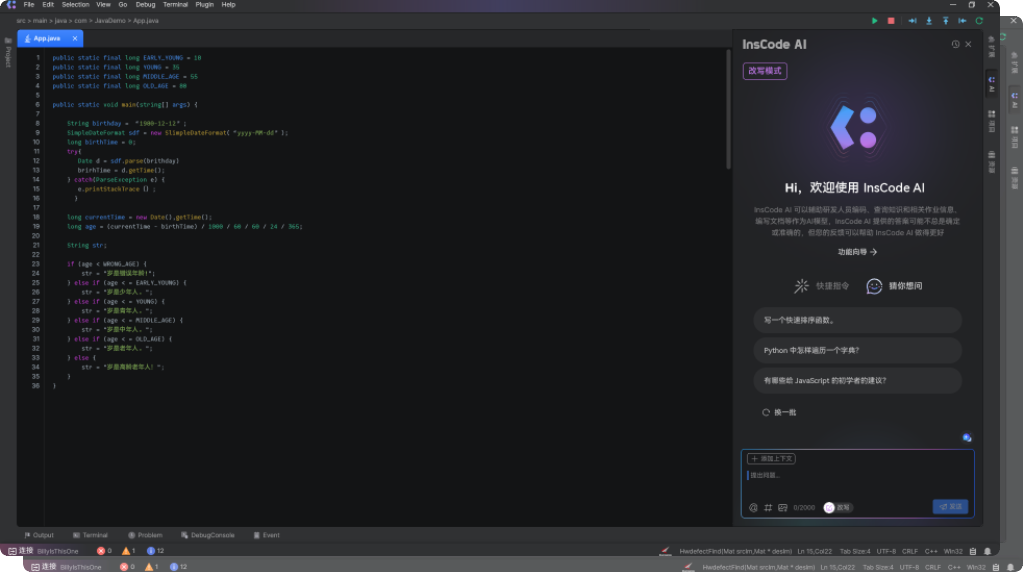 File Edit Selection View Go Debug Terminal Plugin Help
src > main > java > com > JavaDemo > App.java
App.java
Project
1 public static final long EARLY_YOUNG = 18
2 public static final long YOUNG = 35
3 public static final long MIDDLE_AGE = 55
4 public static final long OLD_AGE = 80
5
6 public static void main(string[] args) {
7
8 String birthday = "1980-12-12" ;
9 SimpleDateFormat sdf = new SlimpleDateFormat( "yyyy-MM-dd" );
10 long birthTime = 0;
11 try{
12 Date d = sdf.parse(brithday)
13 brirhTime = d.getTime();
14 } catch(ParseException e) {
15 e.printStackTrace () ;
16 }
17
18 long currentTime = new Date().getTime();
19 long age = (currentTime - birthTime) / 1000 / 60 / 60 / 24 / 365;
20
21 String str;
22
23 if (age < WRONG_AGE) {
24 str = "岁是错误年龄!";
25 } else if (age < = EARLY_YOUNG) {
26 str = "岁是少年人。";
27 } else if (age < = YOUNG) {
28 str = "岁是青年人。";
29 } else if (age < = MIDDLE_AGE) {
30 str = "岁是中年人。";
31 } else if (age < = OLD_AGE) {
32 str = "岁是老年人。";
33 } else {
34 str = "岁是高龄老年人! ";
35 }
36 }
InsCode AI
改写模式
Hi，欢迎使用 InsCode AI
InsCode AI 可以辅助研发人员编码，查询知识和相关作业信息，
编写文档等作为AI模型，InsCode AI 提供的答案可能不总是确定
或准确的，但您的反馈可以帮助 InsCode AI 做得更好
功能向导
快捷指令 猜你想问
写一个快速排序函数。
Python 中怎样遍历一个字典?
有哪些给 JavaScript 的初学者的建议?
换一批
添加上下文
提出问题...
0/2000 改写 发送
AI
AI
Output Terminal Problem DebugConsole Event
连接 BillyIsThisOne 0 1 12 HwdefectFind(Mat srcIm,Mat * desIm) Ln 15,Col22 Tab Size:4 UTF-8 CRLF C++ Win32
连接 BillyIsThisOne 0 1 12 HwdefectFind(Mat srcIm,Mat * desIm) Ln 15,Col22 Tab Size:4 UTF-8 CRLF C++ Win32